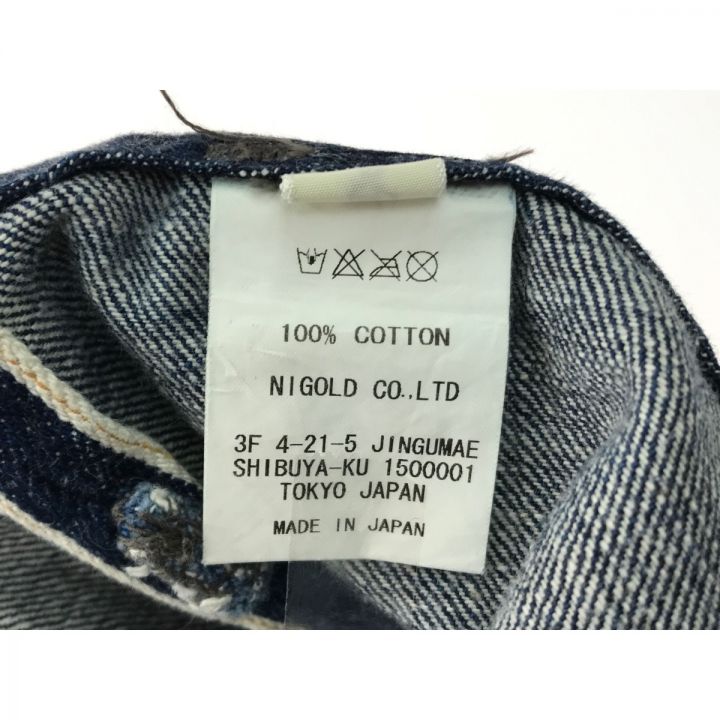 100% COTTON
NIGOLD CO.,LTD
3F 4-21-5 JINGUMAE
SHIBUYA-KU 1500001
TOKYO JAPAN
MADE IN JAPAN